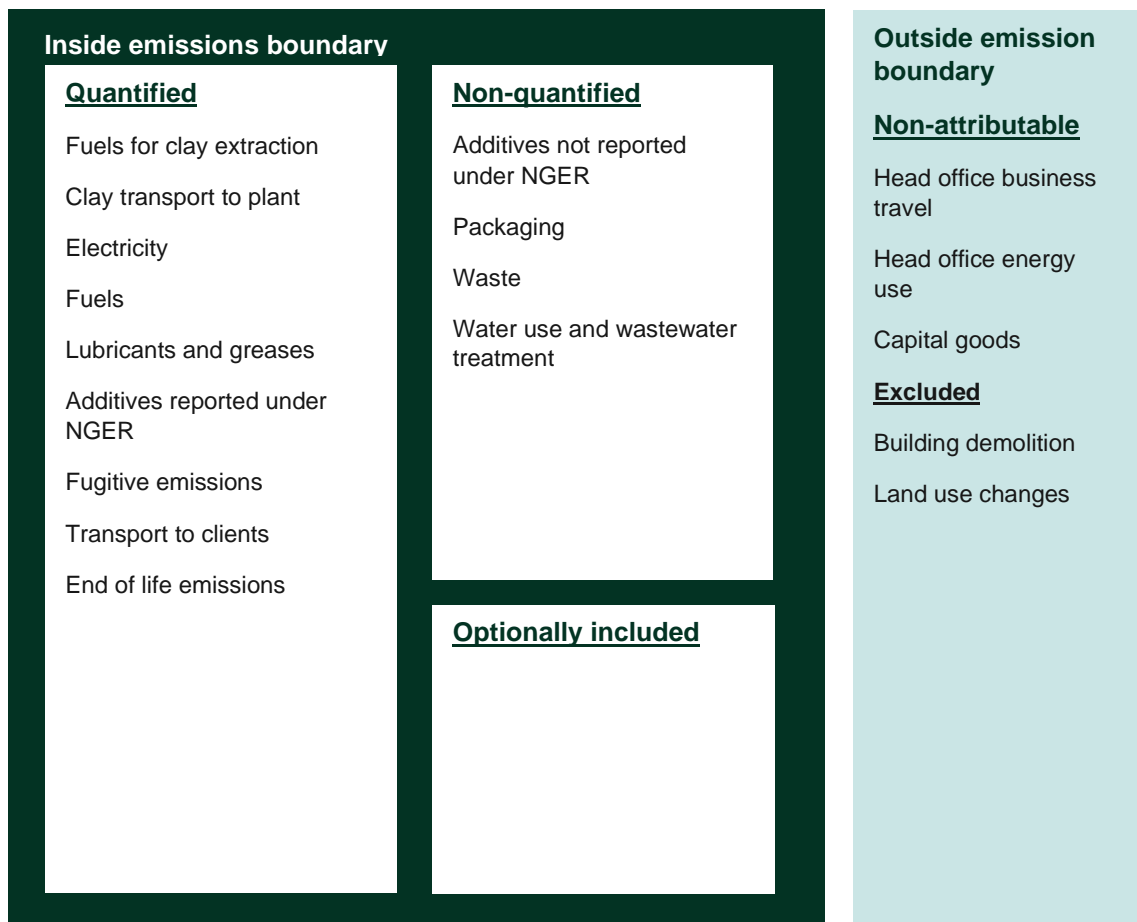 Inside emissions boundary
Quantified
Fuels for clay extraction
Clay transport to plant
Electricity
Fuels
Lubricants and greases
Additives reported under
NGER
Fugitive emissions
Transport to clients
End of life emissions
Non-quantified
Additives not reported
under NGER
Packaging
Waste
Water use and wastewater
treatment
Optionally included
Outside emission
boundary
Non-attributable
Head office business
travel
Head office energy
use
Capital goods
Excluded
Building demolition
Land use changes